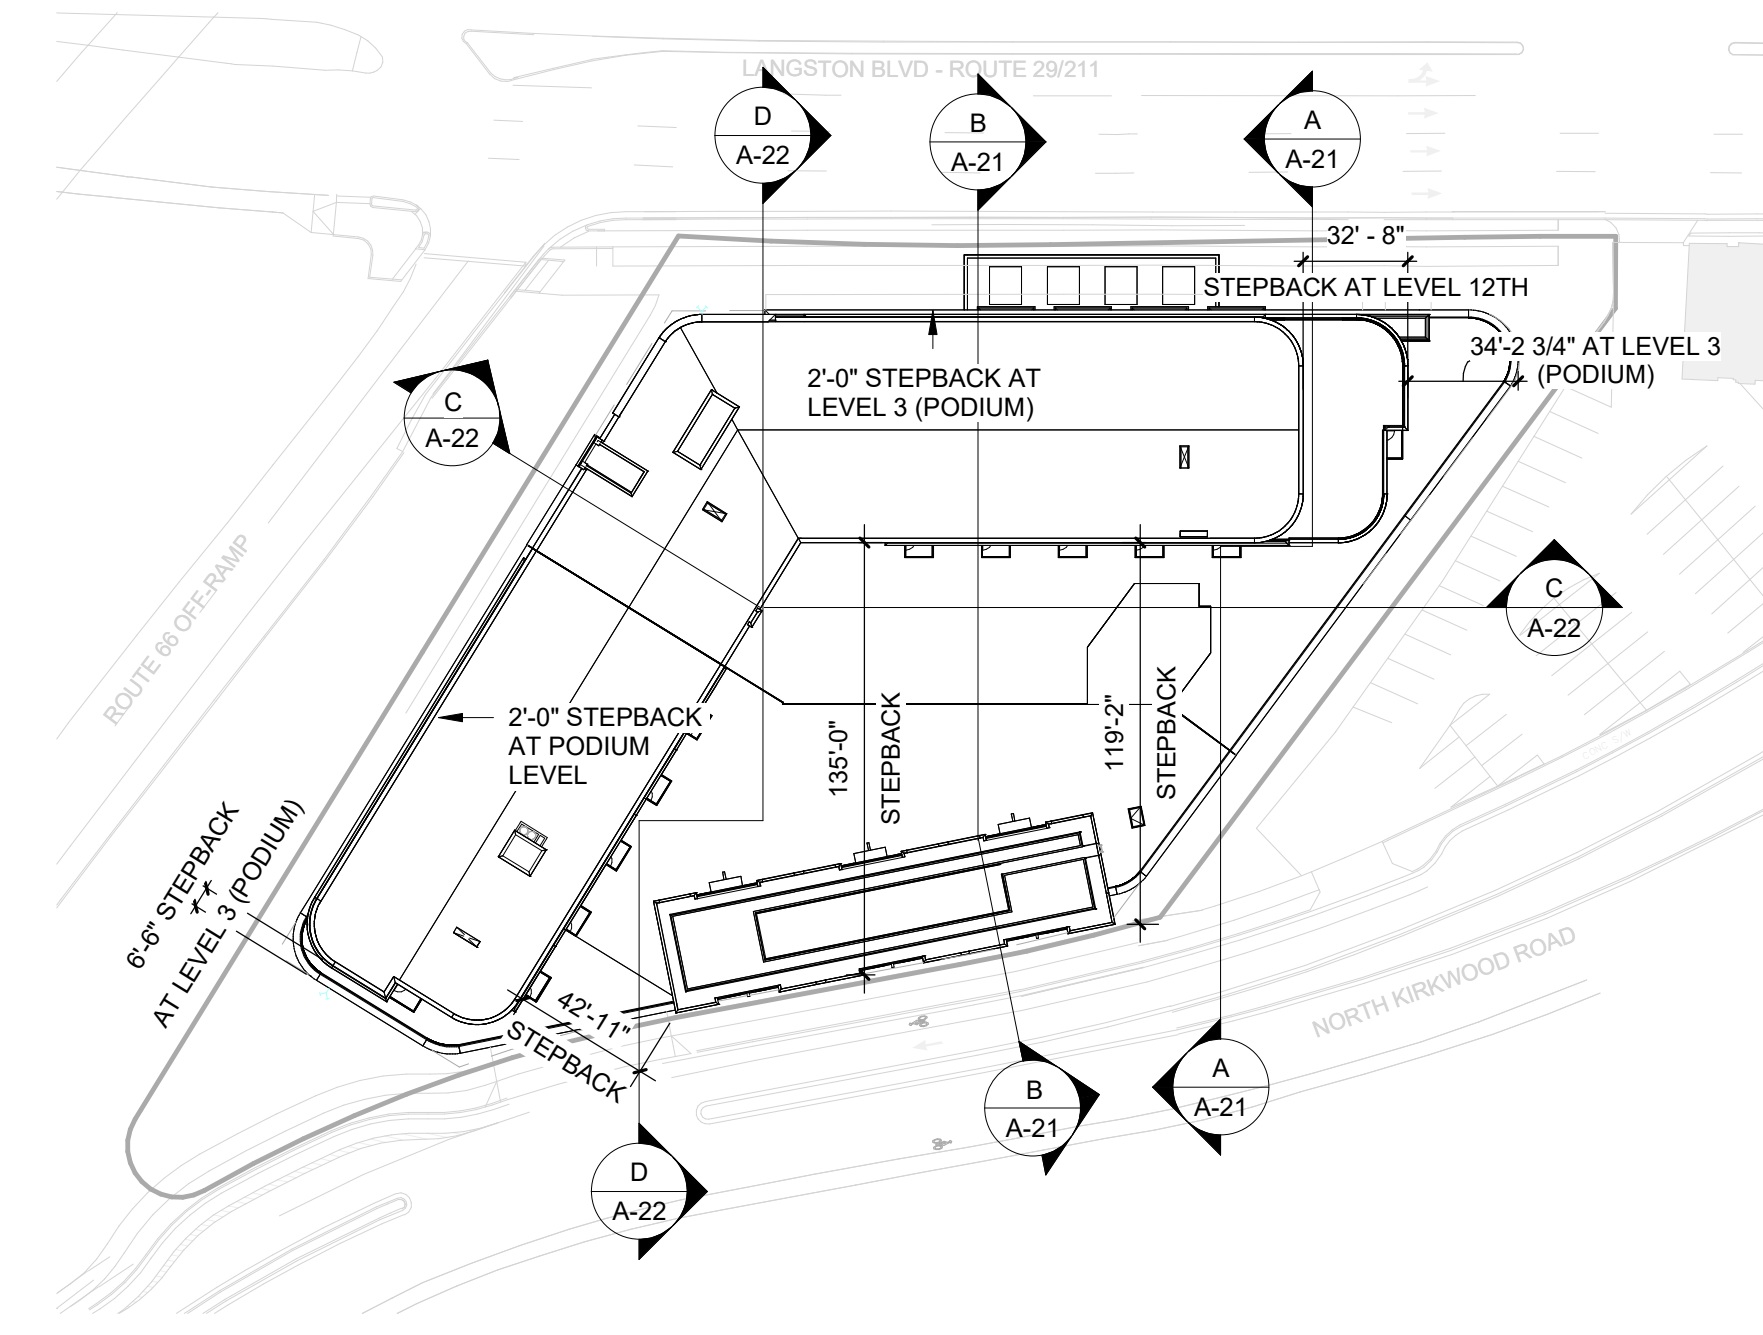 LANGSTON BLVD - ROUTE 29/211
D
A-22
B
A-21
A
A-21
32' - 8"
STEPBACK AT LEVEL 12TH
34'-2 3/4" AT LEVEL 3
(PODIUM)
2'-0" STEPBACK AT
LEVEL 3 (PODIUM)
C
A-22
ROUTE 66 OFF-RAMP
C
A-22
2'-0" STEPBACK
AT PODIUM
LEVEL
135'-0"
STEPBACK
119'-2"
STEPBACK
6'-6" STEPBACK
AT LEVEL 3 (PODIUM)
42'-11"
STEPBACK
NORTH KIRKWOOD ROAD
B
A-21
A
A-21
D
A-22